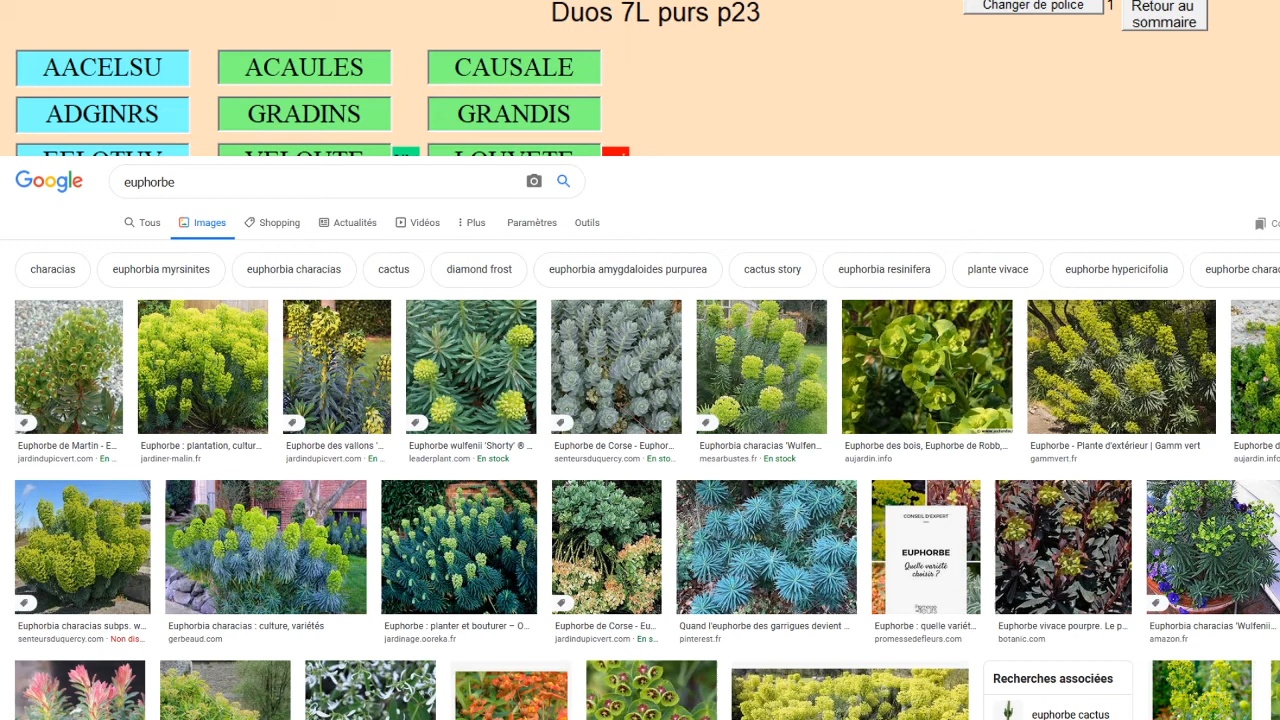 Duos 7L purs p23
Changer de police
1
Retour au
sommaire
AACELSU ACAULES CAUSALE
ADGINRS GRADINS GRANDIS
Google
euphorbe
Tous Images Shopping Actualités Vidéos Plus Paramètres Outils
characias euphorbia myrsinites euphorbia characias cactus diamond frost euphorbia amygdaloides purpurea cactus story euphorbia resinifera plante vivace euphorbe hypericifolia euphorbe charac
Euphorbe de Martin - E... Euphorbe : plantation, cultur... Euphorbe des vallons '... Euphorbe wulfenii 'Shorty' ® ... Euphorbe de Corse - Euphor... Euphorbia characias 'Wulfen... Euphorbe des bois, Euphorbe de Robb,... Euphorbe - Plante d'extérieur | Gamm vert Euphorbe d
jardindupicvert.com · En ... jardiner-malin.fr jardindupicvert.com · En ... leaderplant.com · En stock senteursduquercy.com · En sto... mesarbustes.fr · En stock aujardin.info gammvert.fr aujardin.info
CONSEIL D'EXPERT
EUPHORBE
Quelle variété
choisir ?
Euphorbia characias subps. w... Euphorbia characias : culture, variétés Euphorbe : planter et bouturer – O... Euphorbe de Corse - Eu... Quand l'euphorbe des garrigues devient ... Euphorbe : quelle variét... Euphorbe vivace pourpre. Le p... Euphorbia characias 'Wulfenii...
senteursduquercy.com · Non dis... gerbeaud.com jardinage.ooreka.fr jardindupicvert.com · En s... pinterest.fr promessedefleurs.com botanic.com amazon.fr
Recherches associées
euphorbe cactus